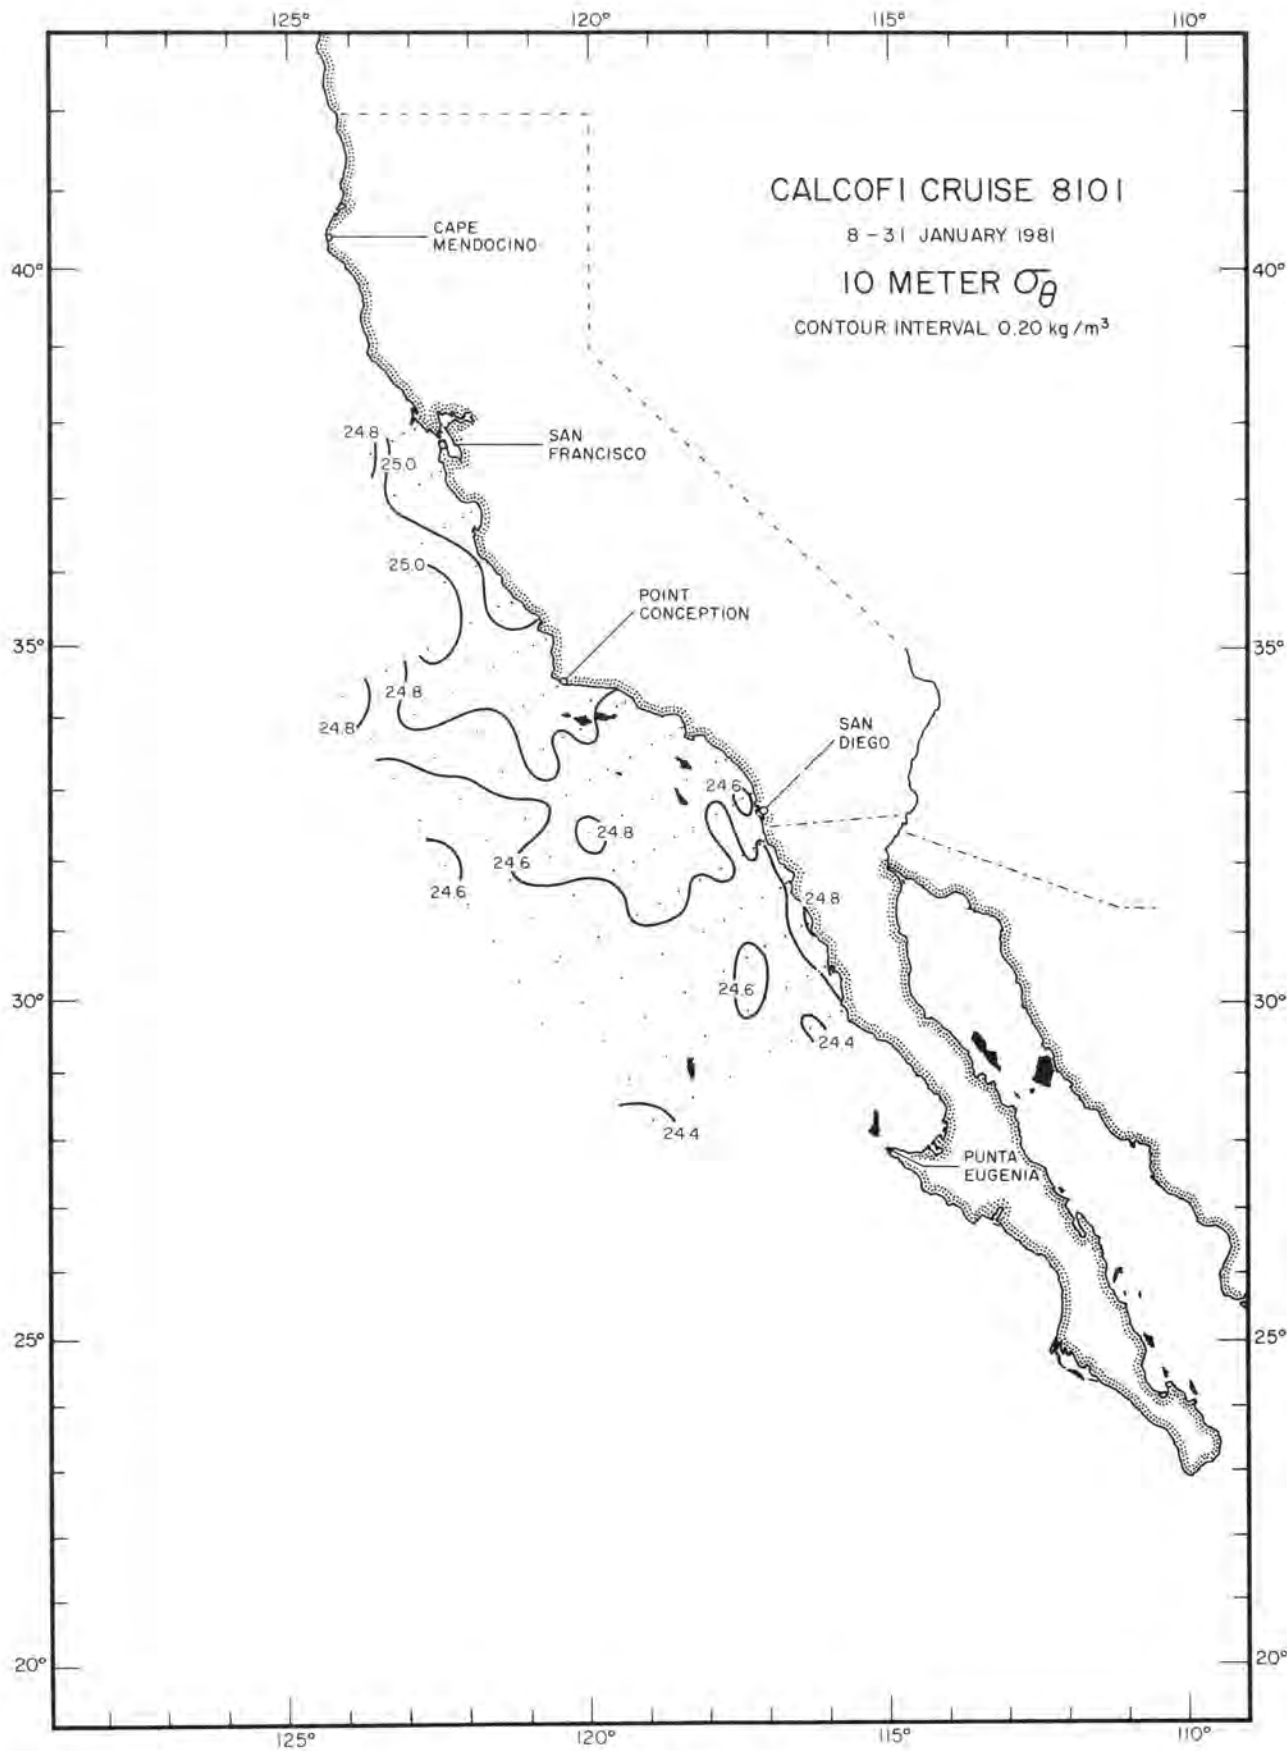 125°
120°
115°
110°
CALCOFI CRUISE 8101
8-31 JANUARY 1981
10 METER σθ
CONTOUR INTERVAL 0.20 kg/m³
CAPE
MENDOCINO
40°
40°
24.8
25.0
SAN
FRANCISCO
25.0
POINT
CONCEPTION
35°
35°
24.8
24.8
SAN
DIEGO
24.6
24.8
24.6
24.6
24.8
24.6
30°
30°
24.4
24.4
PUNTA
EUGENIA
25°
25°
20°
20°
125°
120°
115°
110°